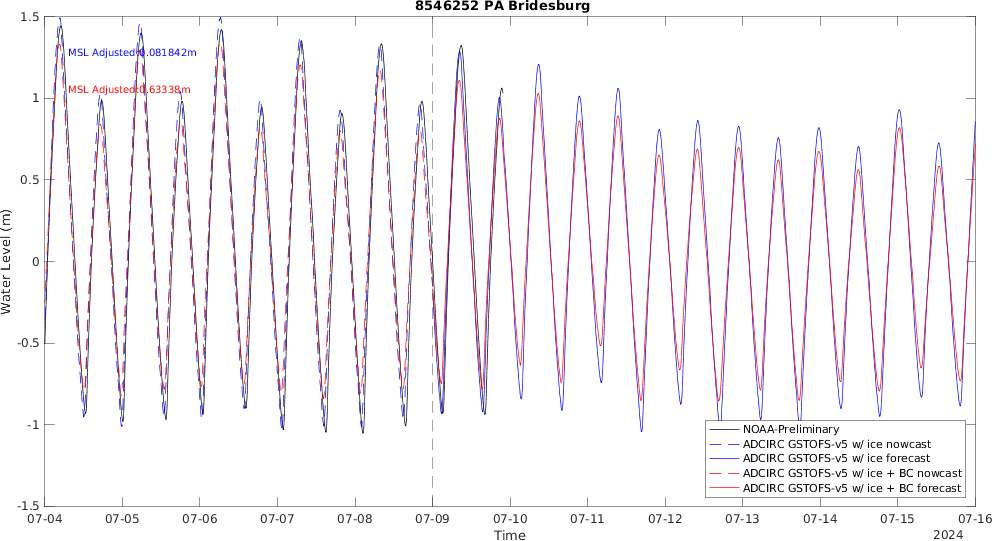 8546252 PA Bridesburg
1.5
1
0.5
0
-0.5
-1
-1.5
Water Level (m)
MSL Adjusted:0.081842m
MSL Adjusted:0.63338m
NOAA-Preliminary
ADCIRC GSTOFS-v5 w/ ice nowcast
ADCIRC GSTOFS-v5 w/ ice forecast
ADCIRC GSTOFS-v5 w/ ice + BC nowcast
ADCIRC GSTOFS-v5 w/ ice + BC forecast
07-04 07-05 07-06 07-07 07-08 07-09 07-10 07-11 07-12 07-13 07-14 07-15 07-16
Time
2024